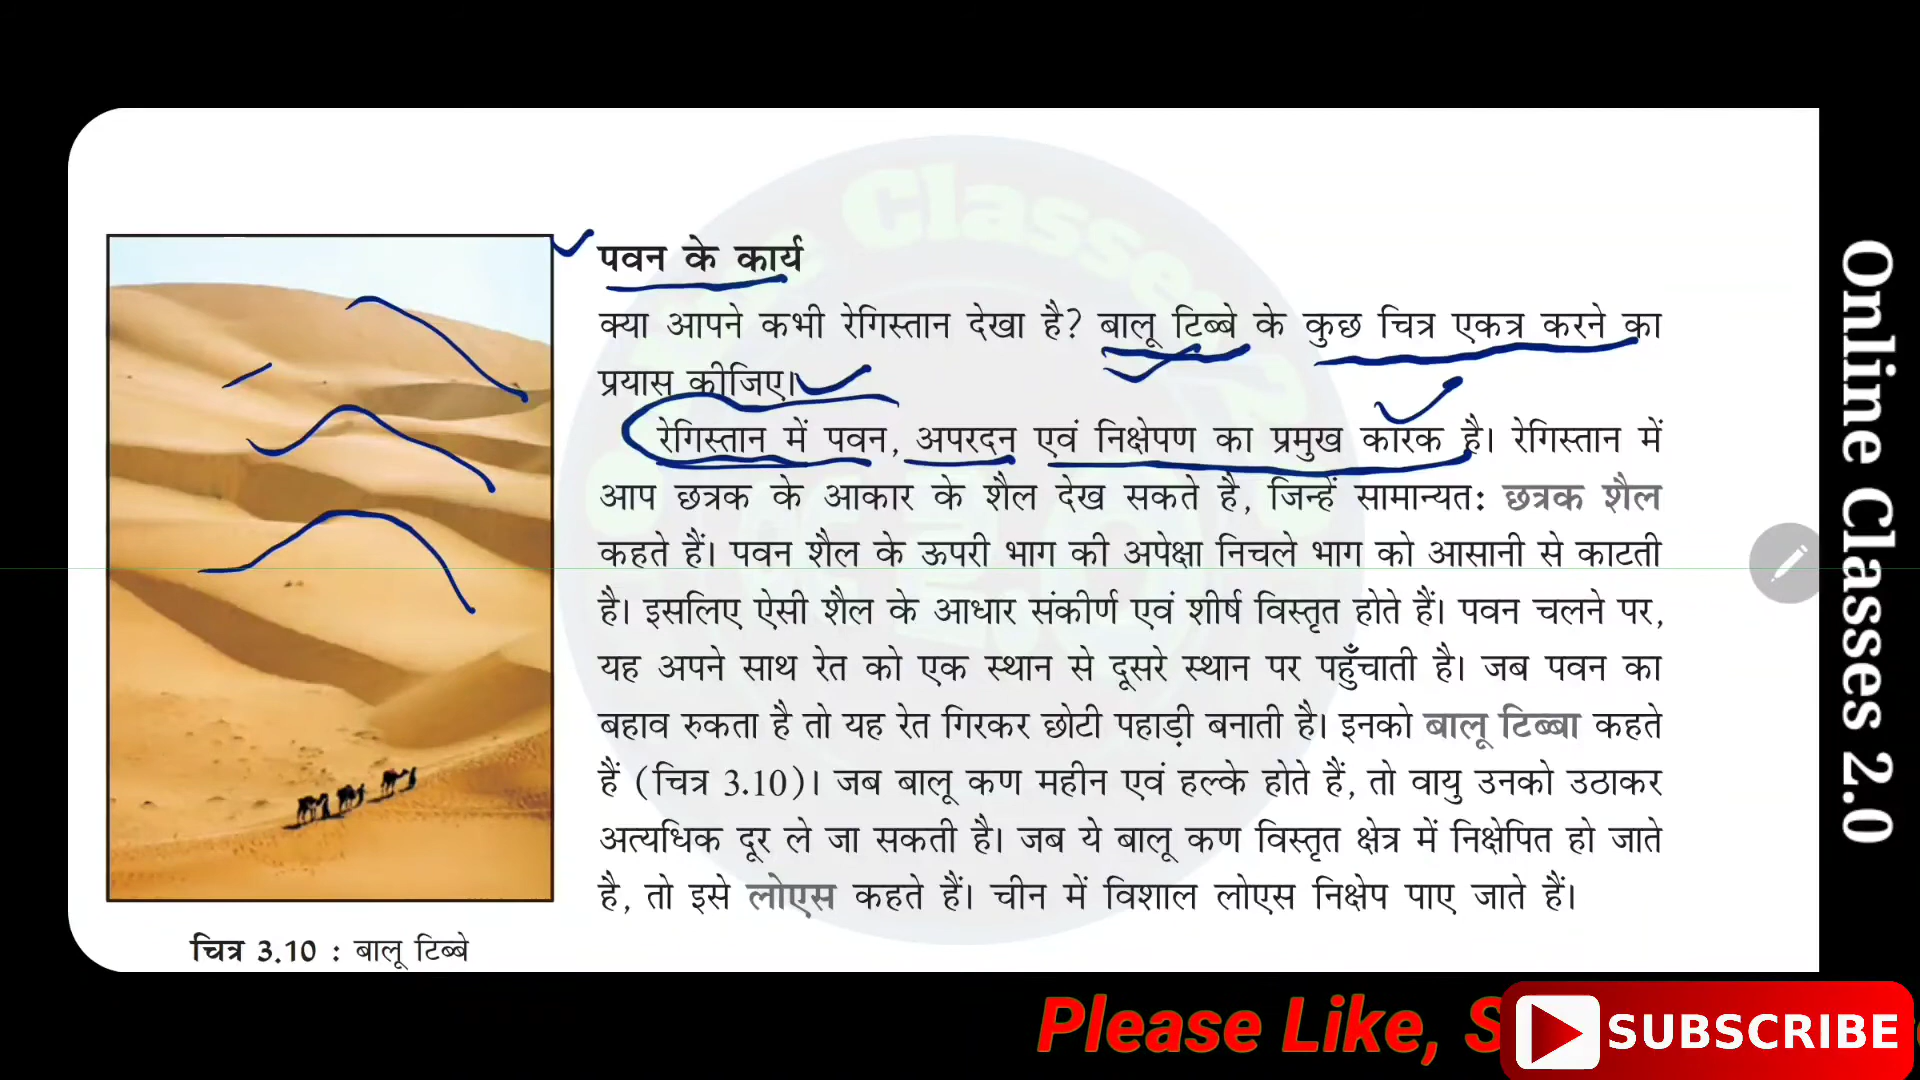 पवन के कार्य
क्या आपने कभी रेगिस्तान देखा है? बालू टिब्बे के कुछ चित्र एकत्र करने का
प्रयास कीजिए।
रेगिस्तान में पवन, अपरदन एवं निक्षेपण का प्रमुख कारक है। रेगिस्तान में
आप छत्रक के आकार के शैल देख सकते है, जिन्हें सामान्यत: छत्रक शैल
कहते हैं। पवन शैल के ऊपरी भाग की अपेक्षा निचले भाग को आसानी से काटती
है। इसलिए ऐसी शैल के आधार संकीर्ण एवं शीर्ष विस्तृत होते हैं। पवन चलने पर,
यह अपने साथ रेत को एक स्थान से दूसरे स्थान पर पहुँचाती है। जब पवन का
बहाव रुकता है तो यह रेत गिरकर छोटी पहाड़ी बनाती है। इनको बालू टिब्बा कहते
हैं (चित्र 3.10)। जब बालू कण महीन एवं हल्के होते हैं, तो वायु उनको उठाकर
अत्यधिक दूर ले जा सकती है। जब ये बालू कण विस्तृत क्षेत्र में निक्षेपित हो जाते
है, तो इसे लोएस कहते हैं। चीन में विशाल लोएस निक्षेप पाए जाते हैं।
चित्र 3.10 : बालू टिब्बे
Online Classes 2.0
Please Like, S
SUBSCRIBE